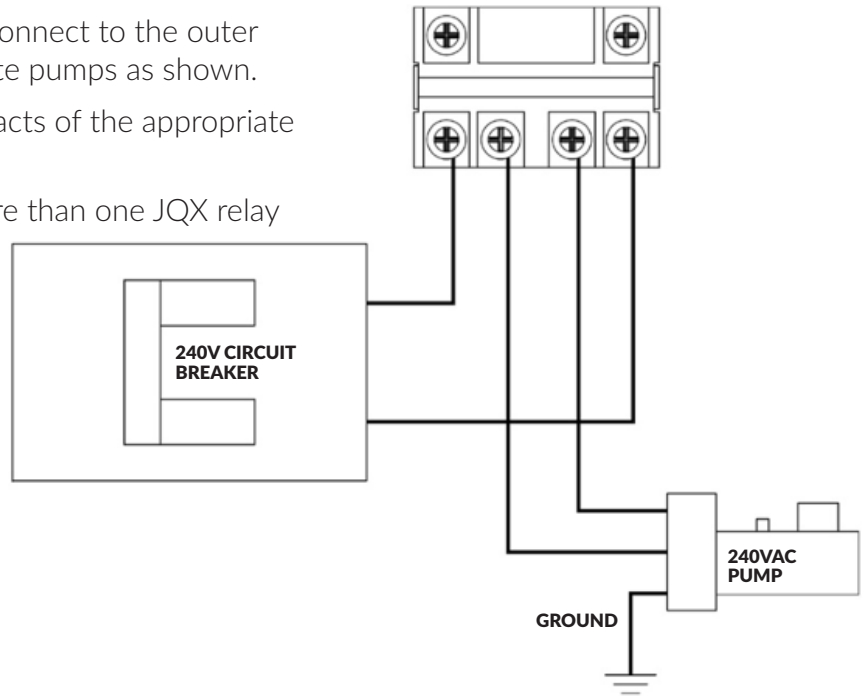 onnect to the outer
te pumps as shown.
acts of the appropriate
re than one JQX relay
240V CIRCUIT
BREAKER
240VAC
PUMP
GROUND